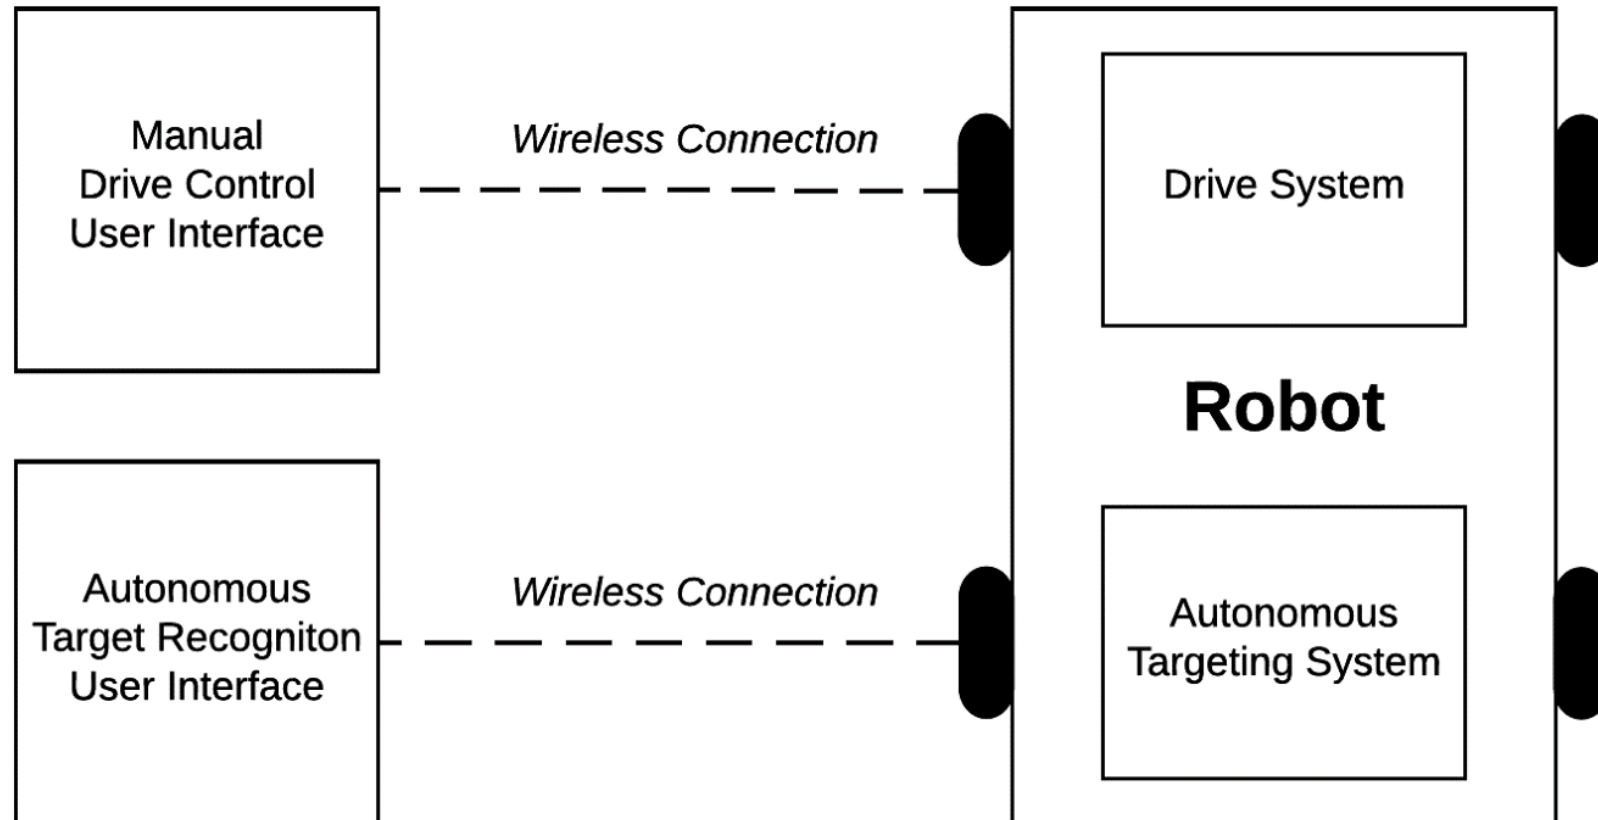 Manual
Drive Control
User Interface
Wireless Connection
Drive System
Robot
Autonomous
Target Recogniton
User Interface
Wireless Connection
Autonomous
Targeting System